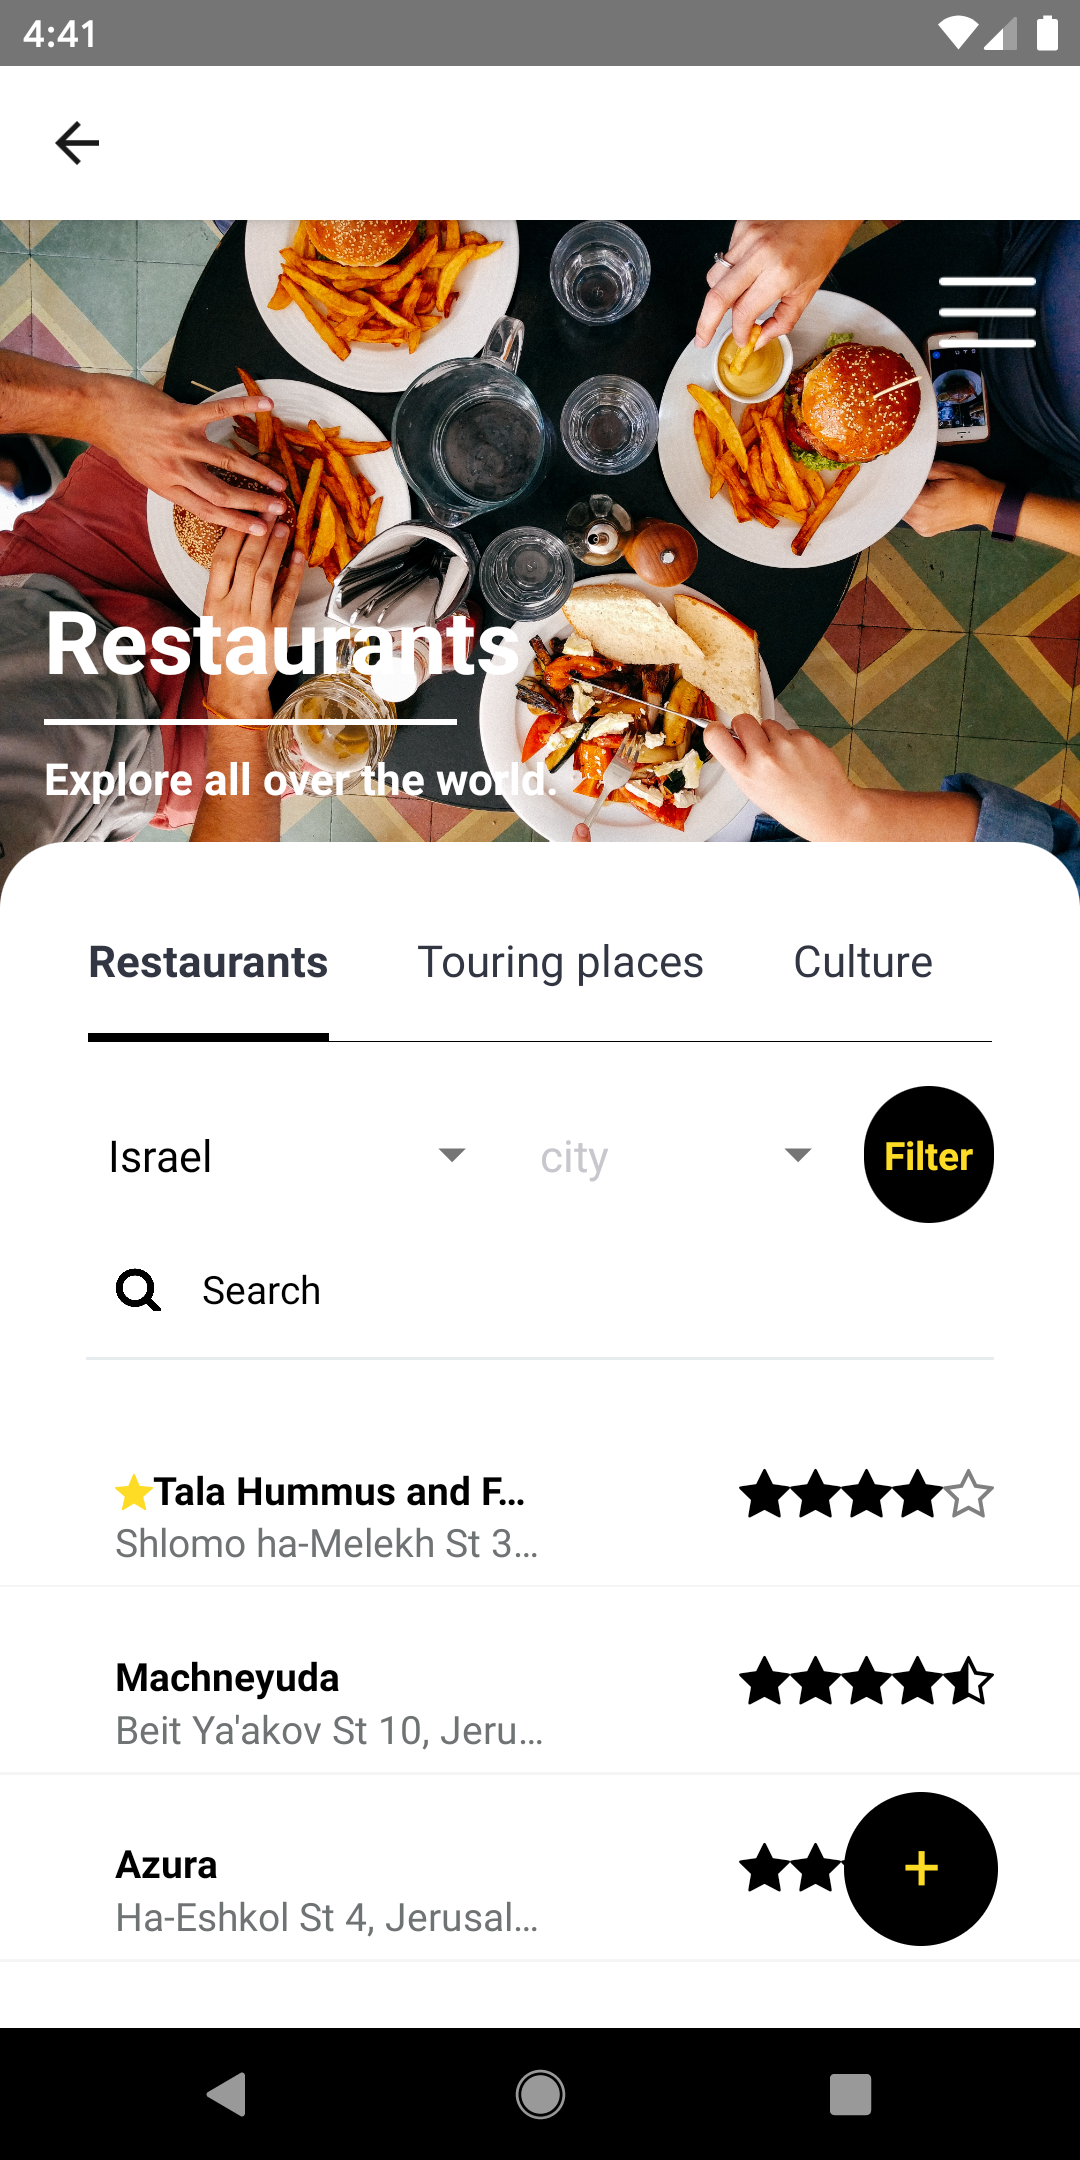 4:41
Restaurants
Explore all over the world.
Restaurants Touring places Culture
Israel city Filter
Search
Tala Hummus and F...
Shlomo ha-Melekh St 3...
Machneyuda
Beit Ya'akov St 10, Jeru...
Azura
+
Ha-Eshkol St 4, Jerusal...